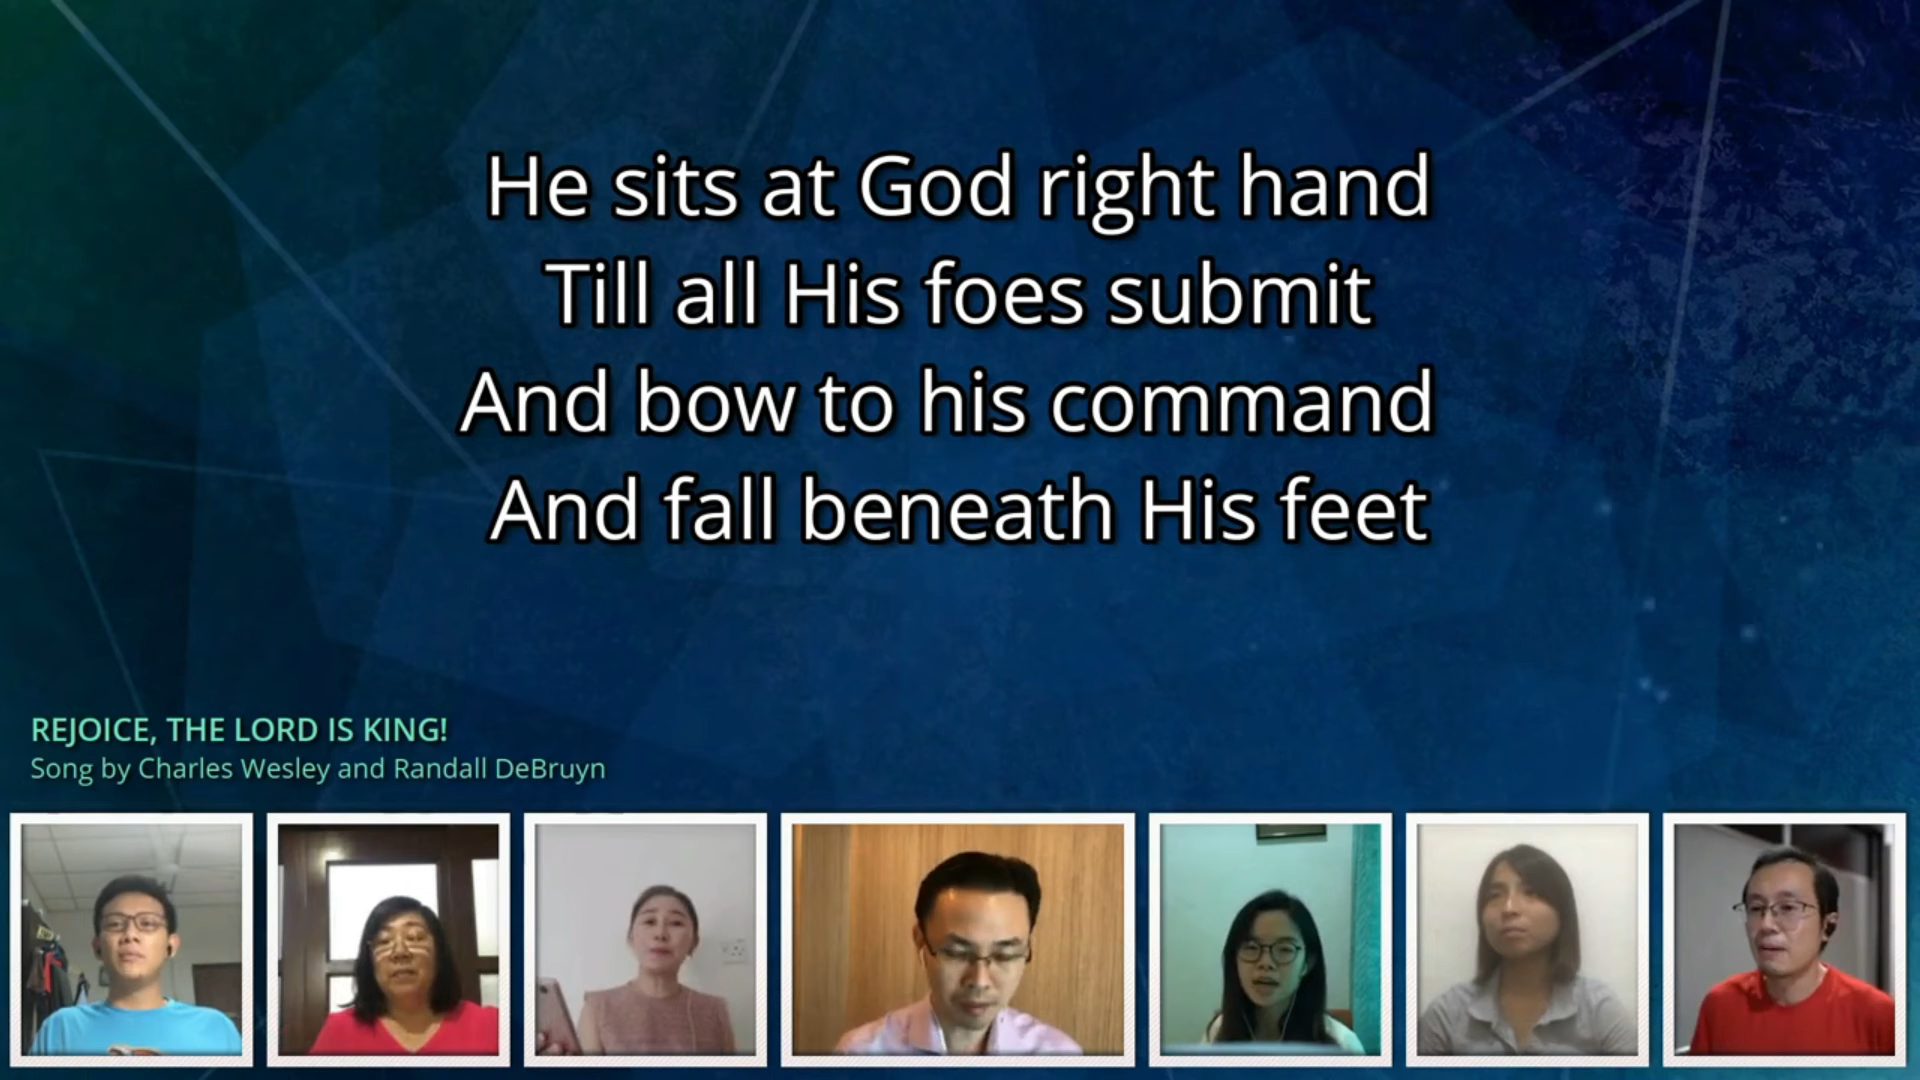 He sits at God right hand
Till all His foes submit
And bow to his command
And fall beneath His feet
REJOICE, THE LORD IS KING!
Song by Charles Wesley and Randall DeBruyn